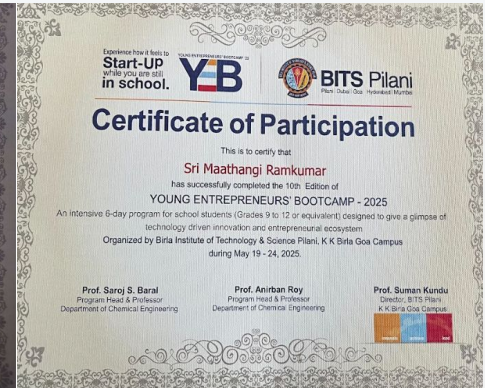 Experience how it feels to
Start-UP
while you are still
in school.
YOUNG ENTREPRENEURS' BOOTCAMP
YEB
BITS Pilani
Pilani Dubai Goa Hyderabad Mumbai
Certificate of Participation
This is to certify that
Sri Maathangi Ramkumar
has successfully completed the 10th Edition of
YOUNG ENTREPRENEURS' BOOTCAMP - 2025
An intensive 6-day program for school students (Grades 9 to 12 or equivalent) designed to give a glimpse of
technology driven innovation and entrepreneurial ecosystem
Organized by Birla Institute of Technology & Science Pilani, K K Birla Goa Campus
during May 19 - 24, 2025.
Prof. Saroj S. Baral
Program Head & Professor
Department of Chemical Engineering
Prof. Anirban Roy
Program Head & Professor
Department of Chemical Engineering
Prof. Suman Kundu
Director, BITS Pilani
K K Birla Goa Campus